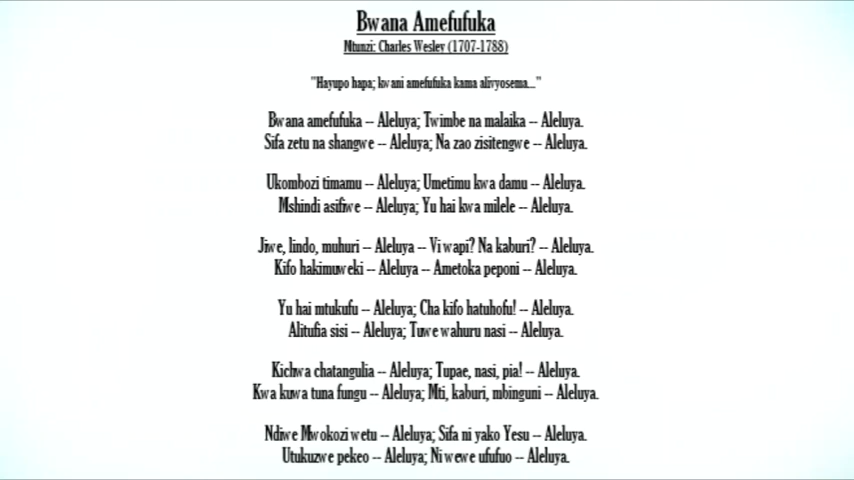 Bwana Amefufuka
Mtunzi: Charles Wesley (1707-1788)
"Hayupo hapa; kwani amefufuka kama alivyosema..."
Bwana amefufuka -- Aleluya; Twimbe na malaika -- Aleluya.
Sifa zetu na shangwe -- Aleluya; Na zao zisitengwe -- Aleluya.
Ukombozi timamu -- Aleluya; Umetimu kwa damu -- Aleluya.
Mshindi asifiwe -- Aleluya; Yu hai kwa milele -- Aleluya.
Jiwe, lindo, muhuri -- Aleluya -- Vi wapi? Na kaburi? -- Aleluya.
Kifo hakimuweki -- Aleluya -- Ametoka peponi -- Aleluya.
Yu hai mtukufu -- Aleluya; Cha kifo hatuhofu! -- Aleluya.
Alitufia sisi -- Aleluya; Tuwe wahuru nasi -- Aleluya.
Kichwa chatangulia -- Aleluya; Tupae, nasi, pia! -- Aleluya.
Kwa kuwa tuna fungu -- Aleluya; Mti, kaburi, mbinguni -- Aleluya.
Ndiwe Mwokozi wetu -- Aleluya; Sifa ni yako Yesu -- Aleluya.
Utukuzwe pekeo -- Aleluya; Ni wewe ufufuo -- Aleluya.